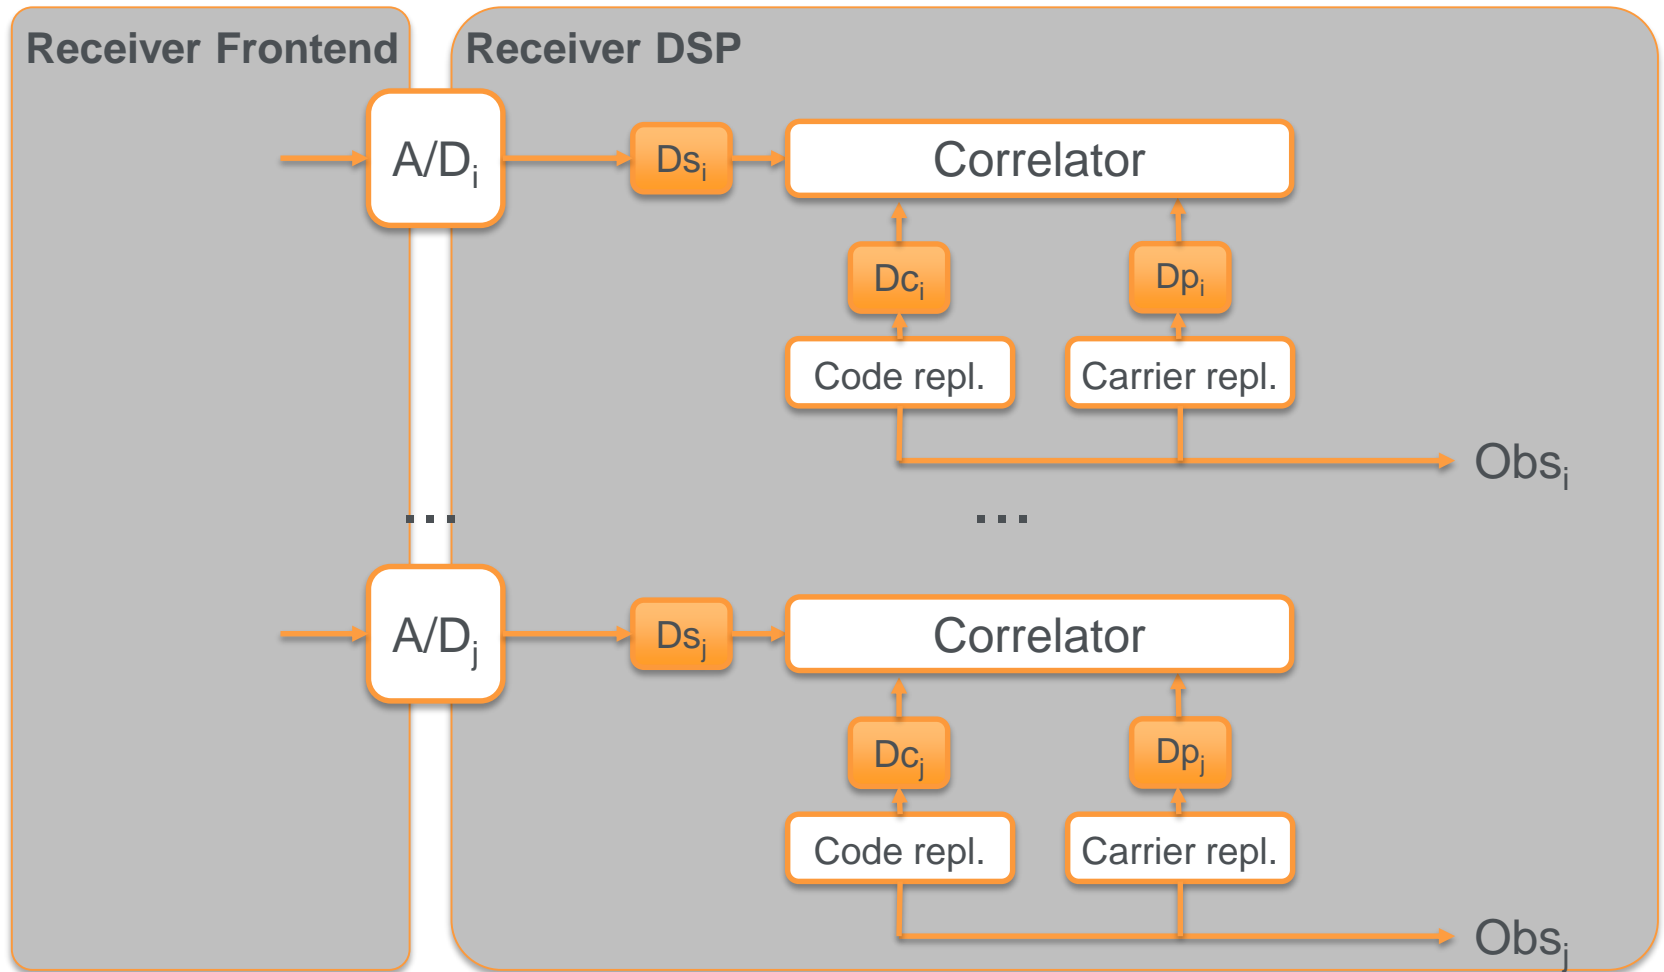 Receiver Frontend
Receiver DSP
A/Di
Dsi
Correlator
Dci
Dpi
Code repl.
Carrier repl.
Obsi
...
...
A/Dj
Dsj
Correlator
Dcj
Dpj
Code repl.
Carrier repl.
Obsj